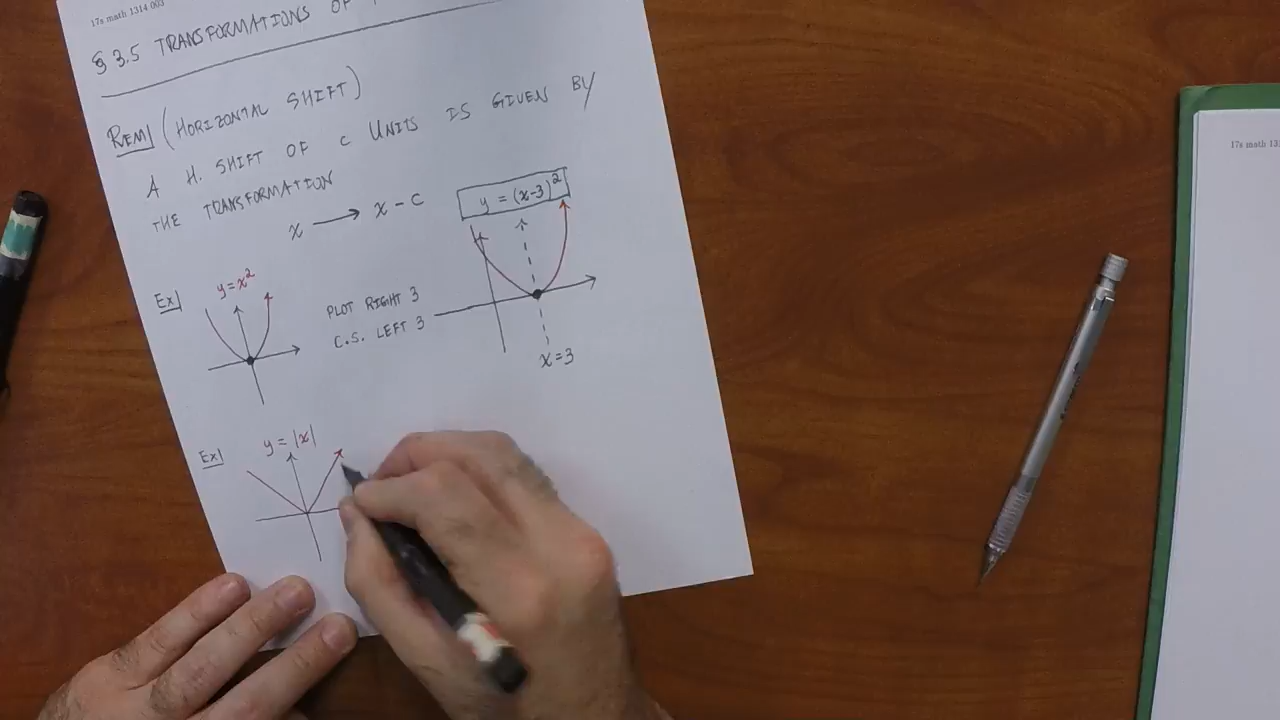 17s math 1314 003
§ 3.5 TRANSFORMATIONS OF
REM (HORIZONTAL SHIFT)
A H. SHIFT OF C UNITS IS GIVEN BY
THE TRANSFORMATION
x → x - c
Ex
y=x²
PLOT RIGHT 3
C.S. LEFT 3
y = (x-3)²
x=3
Ex
y = |x|
17s math